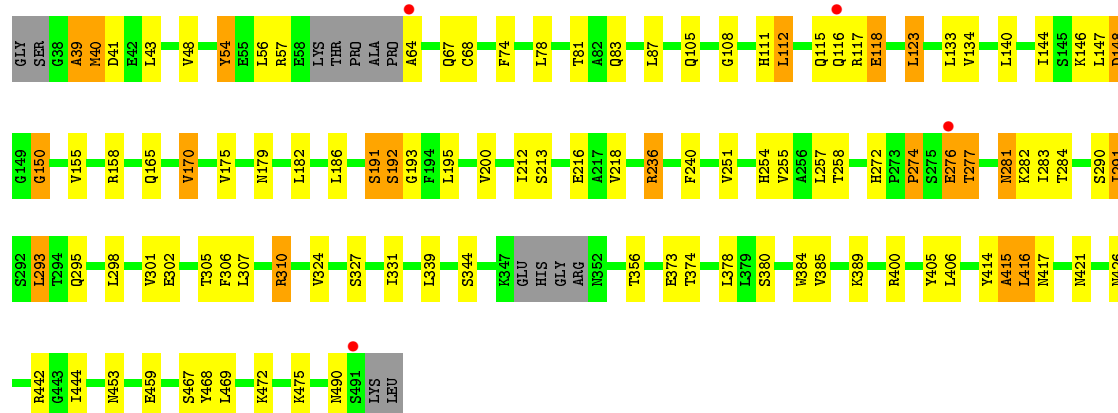 GLY SER G38 A39 M40 D41 E42 L43 V48 Y54 E55 L56 R57 E58 LYS THR PRO ALA PRO A64 Q67 C68 F74 L78 T81 A82 Q83 L87 Q105 G108 H111 L112 Q115 Q116 R117 E118 L123 L133 V134 L140 I144 S145 K146 L147 D148
G149 G150 V155 R158 Q165 V170 V175 N179 L182 L186 S191 S192 G193 F194 L195 V200 I212 S213 E216 A217 V218 R236 F240 V251 H254 V255 A256 L257 T258 H272 P273 P274 S275 E276 T277 N281 K282 I283 T284 S290 I291
S292 L293 T294 Q295 L298 V301 E302 T305 F306 L307 R310 V324 S327 I331 L339 S344 K347 GLU HIS GLY ARG N352 T356 E373 T374 L378 L379 S380 W384 V385 K389 R400 Y405 L406 Y414 A415 L416 N417 N421 N426
R442 G443 I444 N453 E459 S467 Y468 L469 K472 K475 N490 S491 LYS LEU